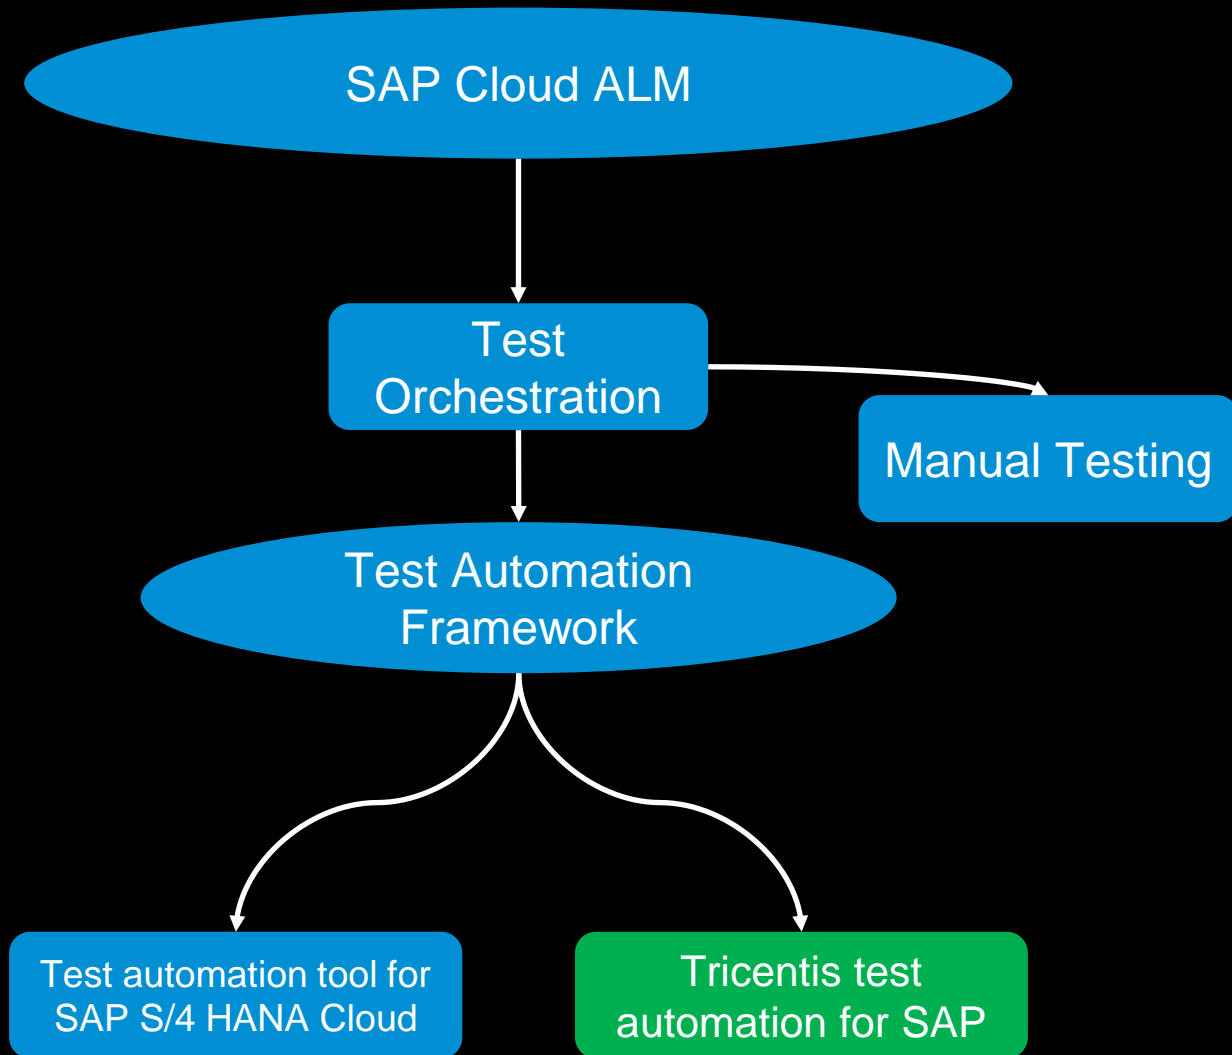 SAP Cloud ALM
Test
Orchestration
Manual Testing
Test Automation
Framework
Test automation tool for
SAP S/4 HANA Cloud
Tricentis test
automation for SAP